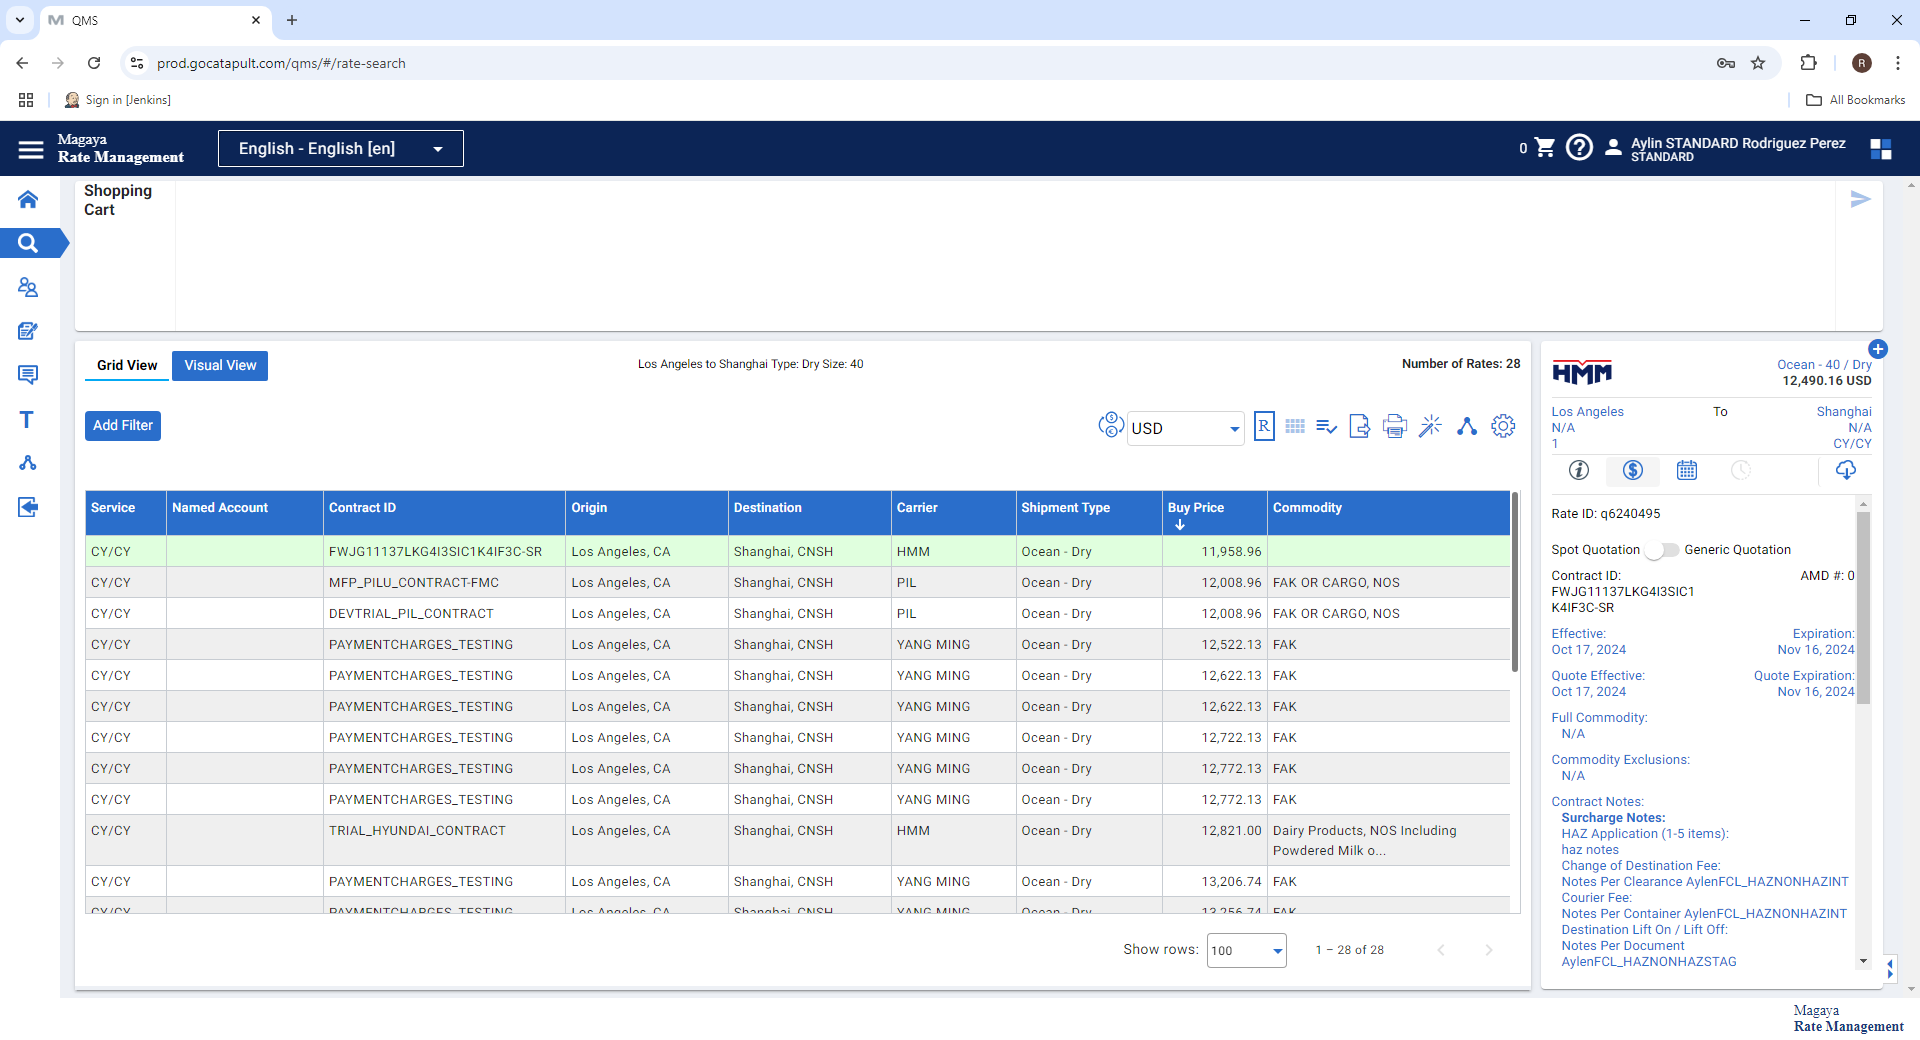 QMS
prod.gocatapult.com/qms/#/rate-search
R
Sign in [Jenkins]
All Bookmarks
Magaya
Rate Management
English - English [en]
0
Aylin STANDARD Rodriguez Perez
STANDARD
Shopping
Cart
Grid View
Visual View
Los Angeles to Shanghai Type: Dry Size: 40
Number of Rates: 28
Add Filter
USD
R
Service Named Account Contract ID Origin Destination Carrier Shipment Type Buy Price Commodity
CY/CY FWJG11137LKG4I3SIC1K4IF3C-SR Los Angeles, CA Shanghai, CNSH HMM Ocean - Dry 11,958.96
CY/CY MFP_PILU_CONTRACT-FMC Los Angeles, CA Shanghai, CNSH PIL Ocean - Dry 12,008.96 FAK OR CARGO, NOS
CY/CY DEVTRIAL_PIL_CONTRACT Los Angeles, CA Shanghai, CNSH PIL Ocean - Dry 12,008.96 FAK OR CARGO, NOS
CY/CY PAYMENTCHARGES_TESTING Los Angeles, CA Shanghai, CNSH YANG MING Ocean - Dry 12,522.13 FAK
CY/CY PAYMENTCHARGES_TESTING Los Angeles, CA Shanghai, CNSH YANG MING Ocean - Dry 12,622.13 FAK
CY/CY PAYMENTCHARGES_TESTING Los Angeles, CA Shanghai, CNSH YANG MING Ocean - Dry 12,622.13 FAK
CY/CY PAYMENTCHARGES_TESTING Los Angeles, CA Shanghai, CNSH YANG MING Ocean - Dry 12,722.13 FAK
CY/CY PAYMENTCHARGES_TESTING Los Angeles, CA Shanghai, CNSH YANG MING Ocean - Dry 12,772.13 FAK
CY/CY PAYMENTCHARGES_TESTING Los Angeles, CA Shanghai, CNSH YANG MING Ocean - Dry 12,772.13 FAK
CY/CY TRIAL_HYUNDAI_CONTRACT Los Angeles, CA Shanghai, CNSH HMM Ocean - Dry 12,821.00 Dairy Products, NOS Including
Powdered Milk o...
CY/CY PAYMENTCHARGES_TESTING Los Angeles, CA Shanghai, CNSH YANG MING Ocean - Dry 13,206.74 FAK
CY/CY PAYMENTCHARGES_TESTING Los Angeles, CA Shanghai, CNSH YANG MING Ocean - Dry 13,256.74 FAK
Show rows: 100 1 – 28 of 28
HMM
Ocean - 40 / Dry
12,490.16 USD
Los Angeles To Shanghai
N/A N/A
1 CY/CY
Rate ID: q6240495
Spot Quotation Generic Quotation
Contract ID: AMD #: 0
FWJG11137LKG4I3SIC1
K4IF3C-SR
Effective: Expiration:
Oct 17, 2024 Nov 16, 2024
Quote Effective: Quote Expiration:
Oct 17, 2024 Nov 16, 2024
Full Commodity:
N/A
Commodity Exclusions:
N/A
Contract Notes:
Surcharge Notes:
HAZ Application (1-5 items):
haz notes
Change of Destination Fee:
Notes Per Clearance AylenFCL_HAZNONHAZINT
Courier Fee:
Notes Per Container AylenFCL_HAZNONHAZINT
Destination Lift On / Lift Off:
Notes Per Document
AylenFCL_HAZNONHAZSTAG
Magaya
Rate Management